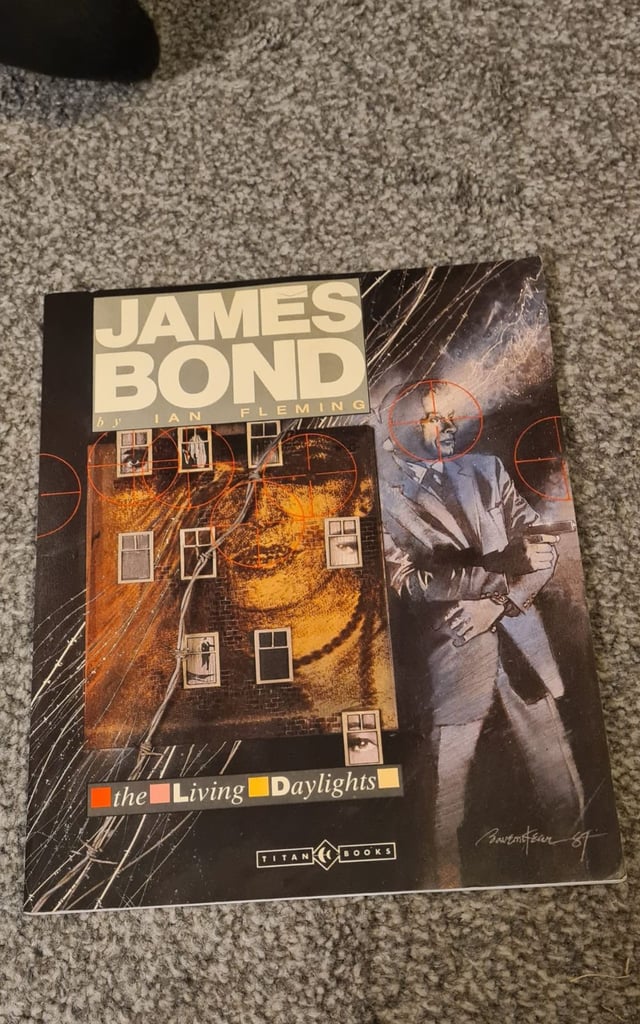 JAMES
BOND
by IAN FLEMING
the Living Daylights
TITAN BOOKS